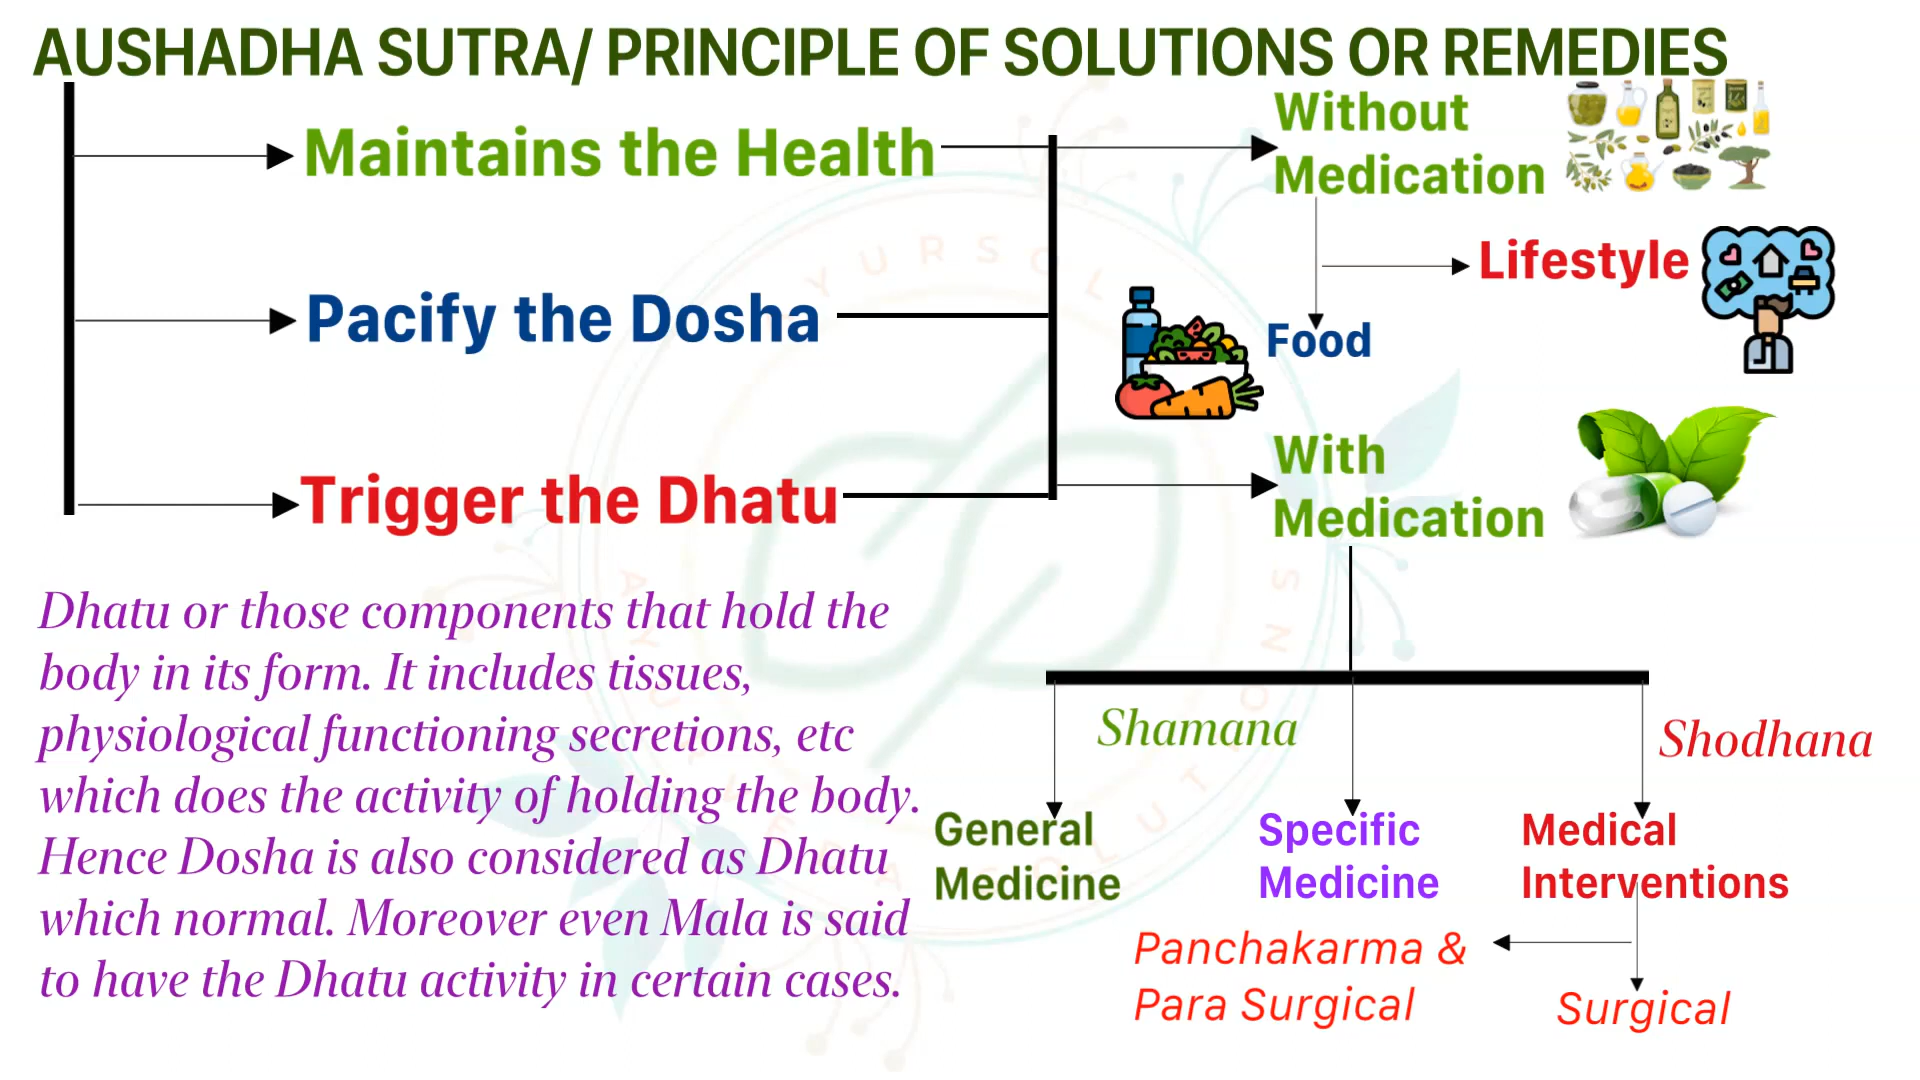 AUSHADHA SUTRA/ PRINCIPLE OF SOLUTIONS OR REMEDIES
Maintains the Health
Pacify the Dosha
Trigger the Dhatu
Without
Medication
Lifestyle
Food
With
Medication
Dhatu or those components that hold the
body in its form. It includes tissues,
physiological functioning secretions, etc
which does the activity of holding the body.
Hence Dosha is also considered as Dhatu
which normal. Moreover even Mala is said
to have the Dhatu activity in certain cases.
Shamana
Shodhana
General
Medicine
Specific
Medicine
Medical
Interventions
Panchakarma &
Para Surgical
Surgical